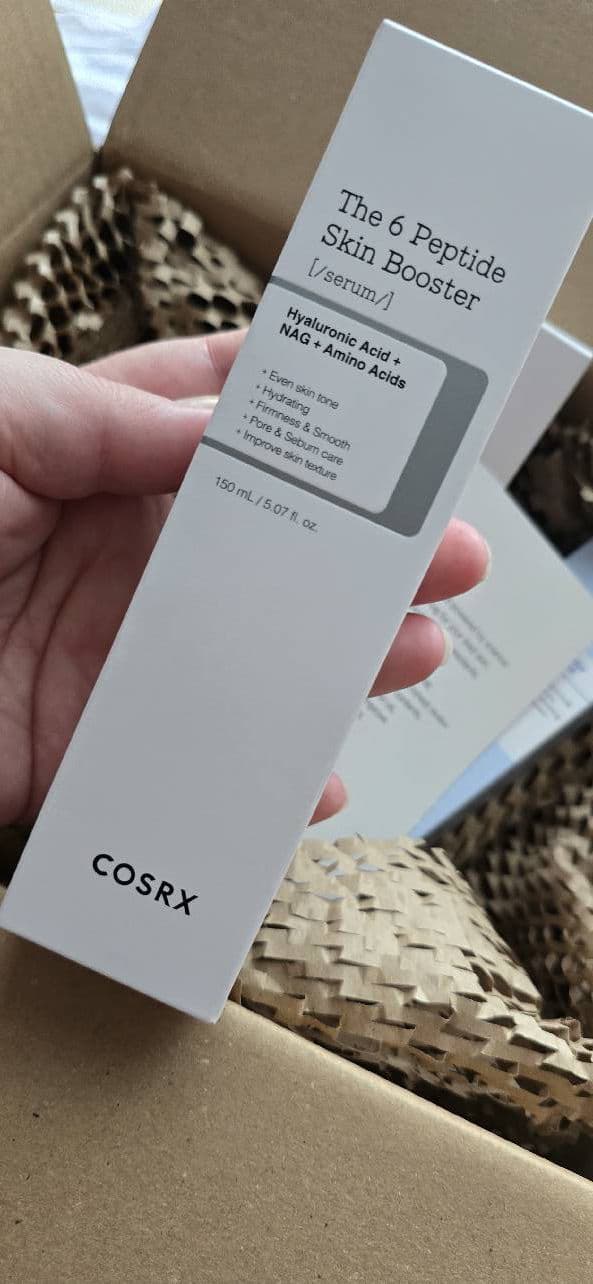 The 6 Peptide
Skin Booster
[/serum/]
Hyaluronic Acid +
NAG + Amino Acids
+ Even skin tone
+ Hydrating
+ Firmness & Smooth
+ Pore & Sebum care
+ Improve skin texture
150 mL / 5.07 fl. oz.
COSRX